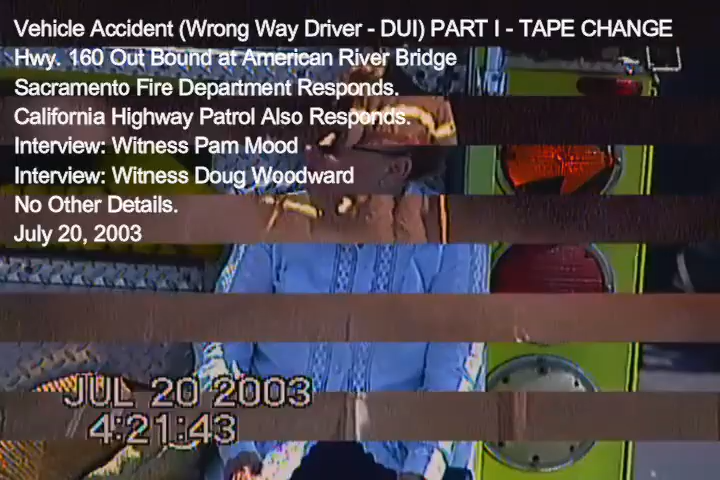 Vehicle Accident (Wrong Way Driver - DUI) PART I - TAPE CHANGE
Hwy. 160 Out Bound at American River Bridge
Sacramento Fire Department Responds.
California Highway Patrol Also Responds.
Interview: Witness Pam Mood
Interview: Witness Doug Woodward
No Other Details.
July 20, 2003
JUL 20 2003
4:21:43